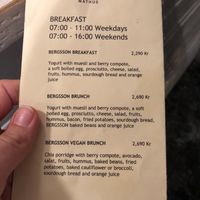 MATHÚS
BREAKFAST
07:00 - 11:00 Weekdays
07:00 - 16:00 Weekends
BERGSSON BREAKFAST 2,290 Kr
Yogurt with muesli and berry compote,
a soft boiled egg, prosciutto, cheese, salad,
fruits, hummus, sourdough bread and orange
juice
BERGSSON BRUNCH 2,690 Kr
Yogurt with muesli and berry compote, a soft
boiled egg, prosciutto, cheese, salad, fruits,
hummus, bacon, fried potatoes, sourdough bread,
BERGSSON baked beans and orange juice
BERGSSON VEGAN BRUNCH 2,690 Kr
Chia porridge with berry compote, avocado,
salat, fruits, hummus, pine nuts, fried
potatoes, baked cauliflower or broccoli,
sourdough bread and orange juice